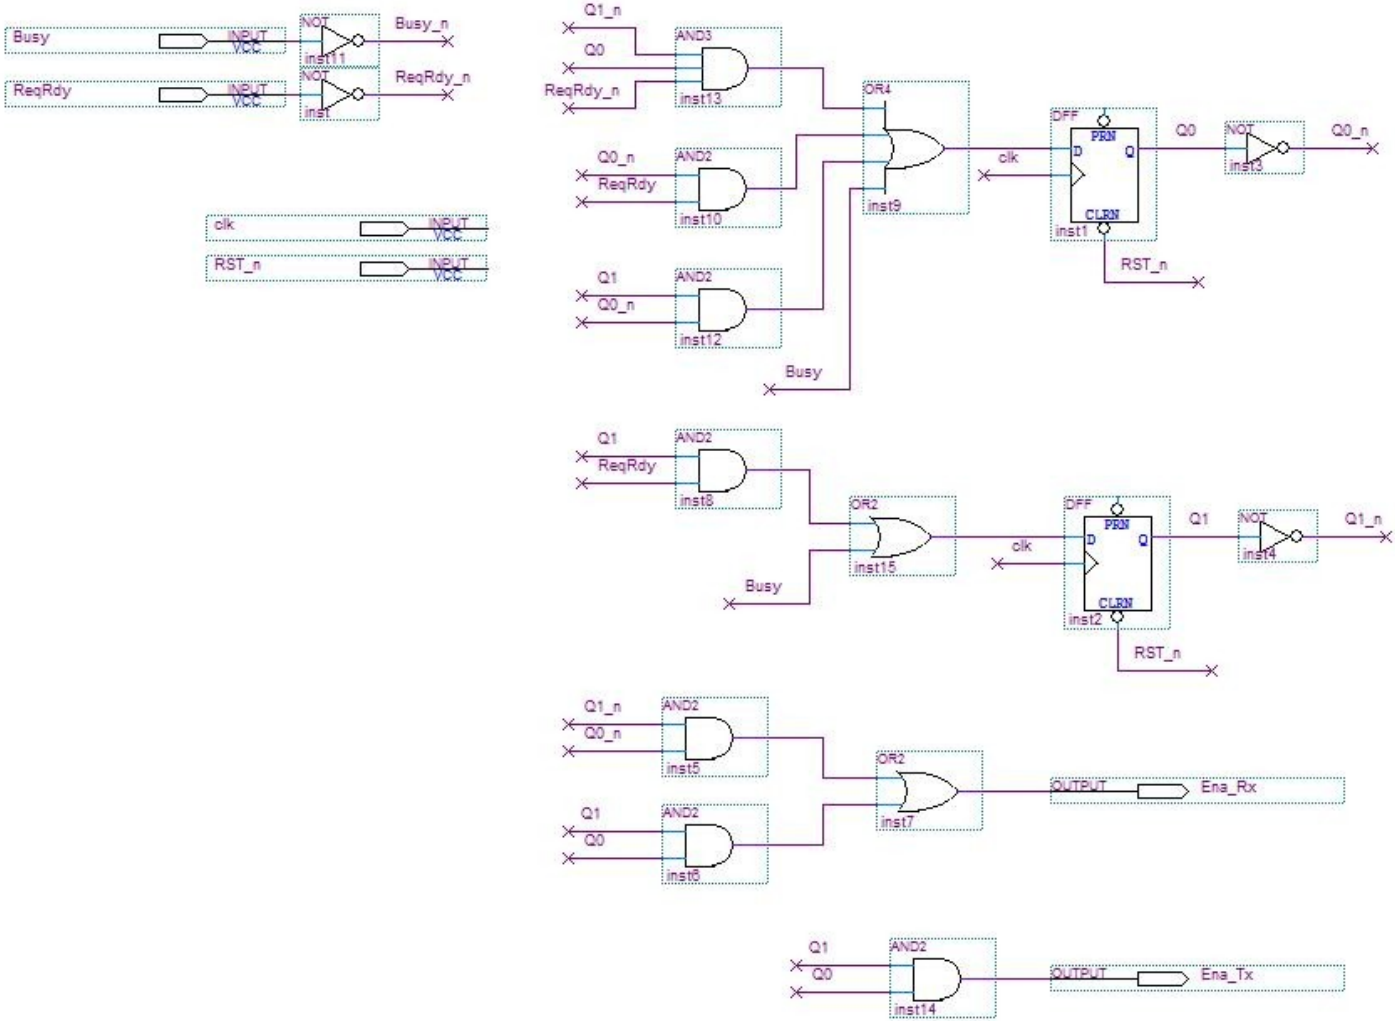 Busy
INPUT
VCC
NOT
inst11
Busy_n
ReqRdy
INPUT
VCC
NOT
inst
ReqRdy_n
clk
INPUT
VCC
RST_n
INPUT
VCC
Q1_n
Q0
ReqRdy_n
AND3
inst13
Q0_n
ReqRdy
AND2
inst10
Q1
Q0_n
AND2
inst12
Busy
OR4
inst9
clk
DFF
PRN
D
Q
CLRN
inst1
RST_n
Q0
NOT
inst3
Q0_n
Q1
ReqRdy
AND2
inst8
Busy
OR2
inst15
clk
DFF
PRN
D
Q
CLRN
inst2
RST_n
Q1
NOT
inst4
Q1_n
Q1_n
Q0_n
AND2
inst5
Q1
Q0
AND2
inst6
OR2
inst7
OUTPUT
Ena_Rx
Q1
Q0
AND2
inst14
OUTPUT
Ena_Tx